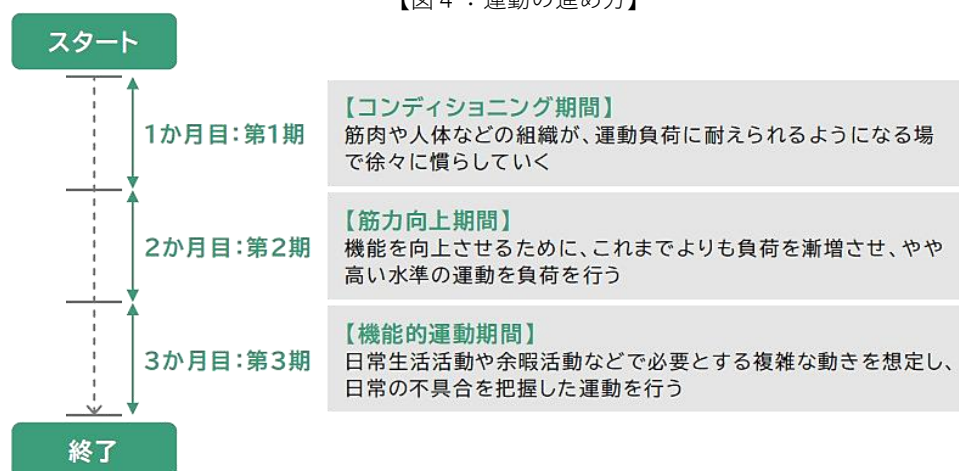 【図4：運動の進め方】
スタート
1か月目：第1期
【コンディショニング期間】
筋肉や人体などの組織が、運動負荷に耐えられるようになる場
で徐々に慣らしていく
2か月目：第2期
【筋力向上期間】
機能を向上させるために、これまでよりも負荷を漸増させ、やや
高い水準の運動を負荷を行う
3か月目：第3期
【機能的運動期間】
日常生活活動や余暇活動などで必要とする複雑な動きを想定し、
日常の不具合を把握した運動を行う
終了